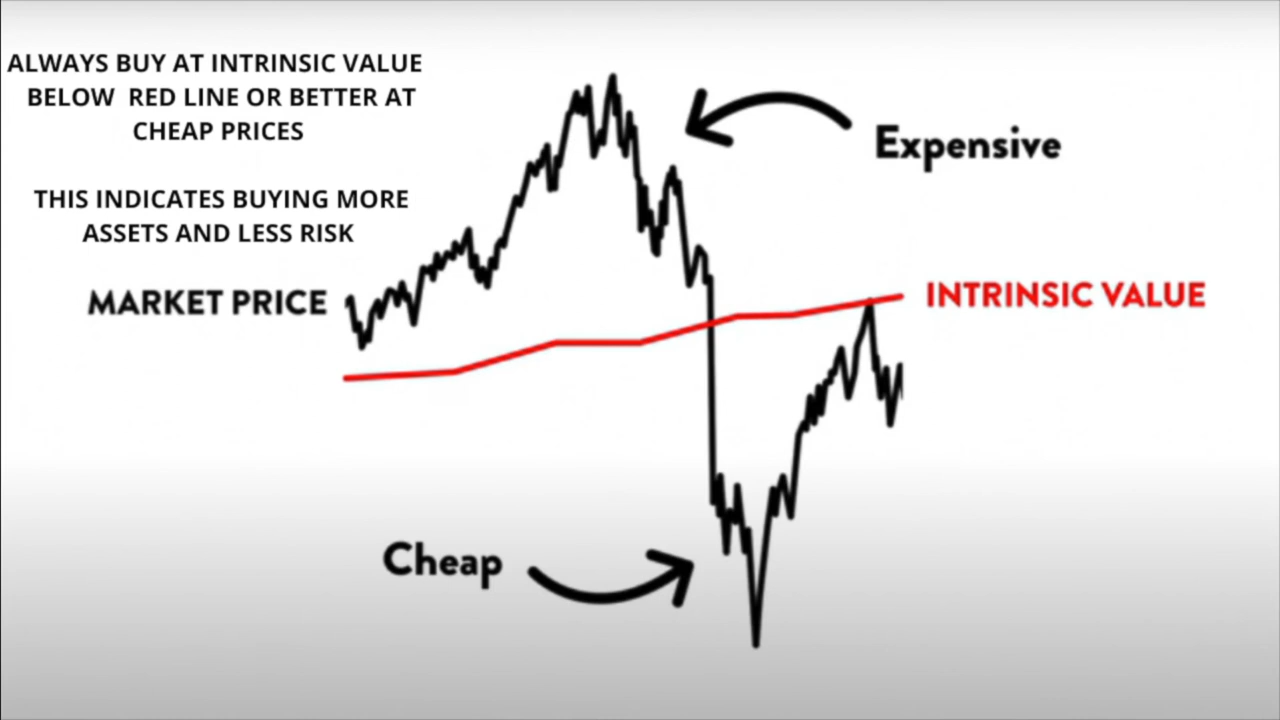 ALWAYS BUY AT INTRINSIC VALUE
BELOW RED LINE OR BETTER AT
CHEAP PRICES
THIS INDICATES BUYING MORE
ASSETS AND LESS RISK
Expensive
MARKET PRICE
INTRINSIC VALUE
Cheap